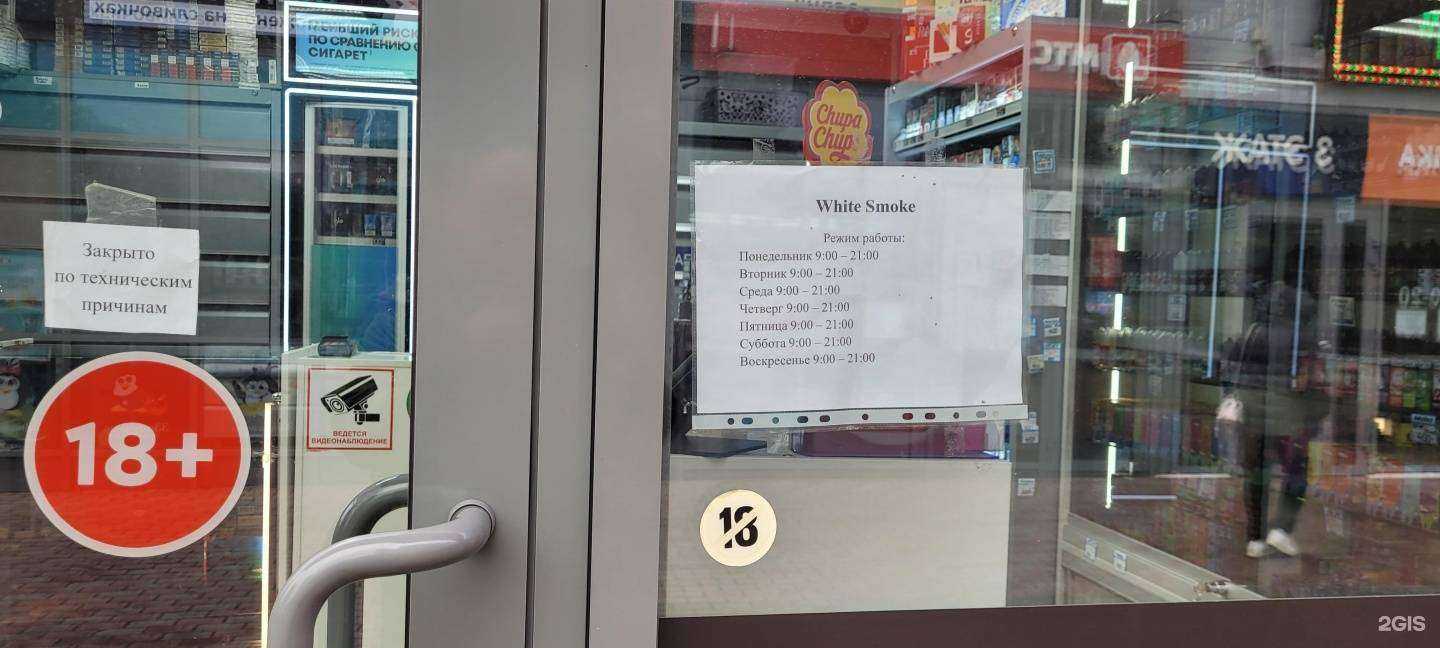 на сливочках
РИСК
ПО СРАВНЕНИЮ С
СИГАРЕТ
Закрыто
по техническим
причинам
18+
ВЕДЕТСЯ
ВИДЕОНАБЛЮДЕНИЕ
Chupa
Chups
White Smoke
Режим работы:
Понедельник 9:00 – 21:00
Вторник 9:00 – 21:00
Среда 9:00 – 21:00
Четверг 9:00 – 21:00
Пятница 9:00 – 21:00
Суббота 9:00 – 21:00
Воскресенье 9:00 – 21:00
18
МТС
3 ЭТАЖ
2GIS